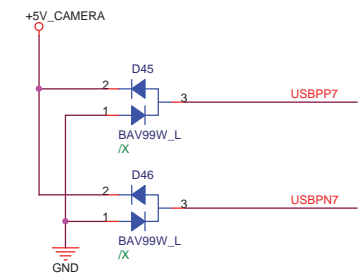 +5V_CAMERA
D45
2
3
USBPP7
1
BAV99W_L
/X
D46
2
3
USBPN7
1
BAV99W_L
/X
GND